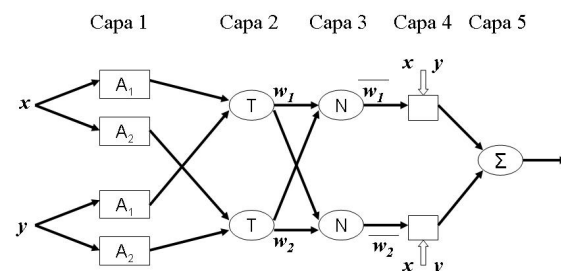 Capa 1 Capa 2 Capa 3 Capa 4 Capa 5
x y
A1 w1 w1
x T N
A2 Σ
A1
y T N
A2 w2 w2
x y